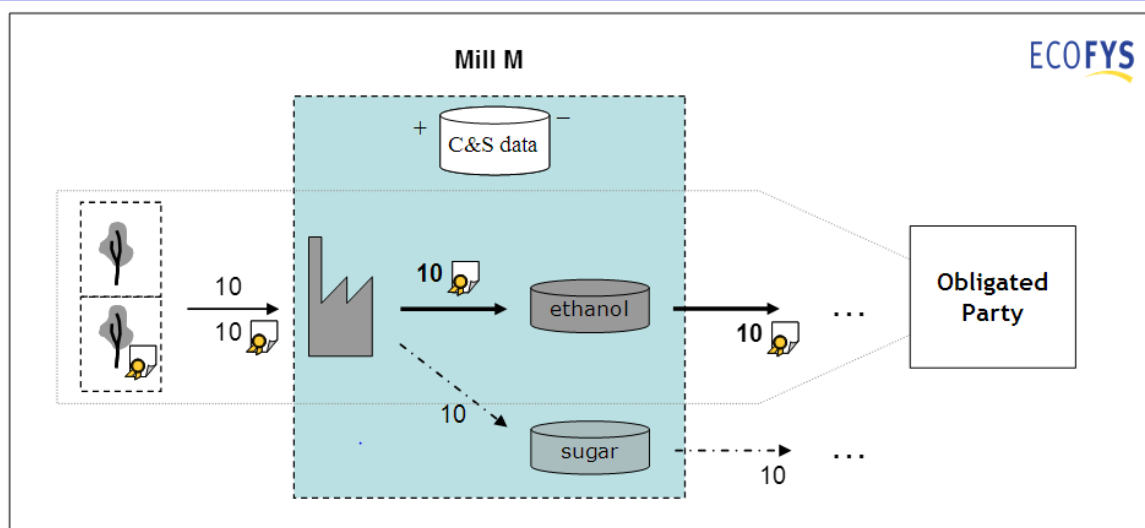 ECOFYS
Mill M
+
C&S data
–
10
10
10
ethanol
10
...
Obligated
Party
10
sugar
10
...